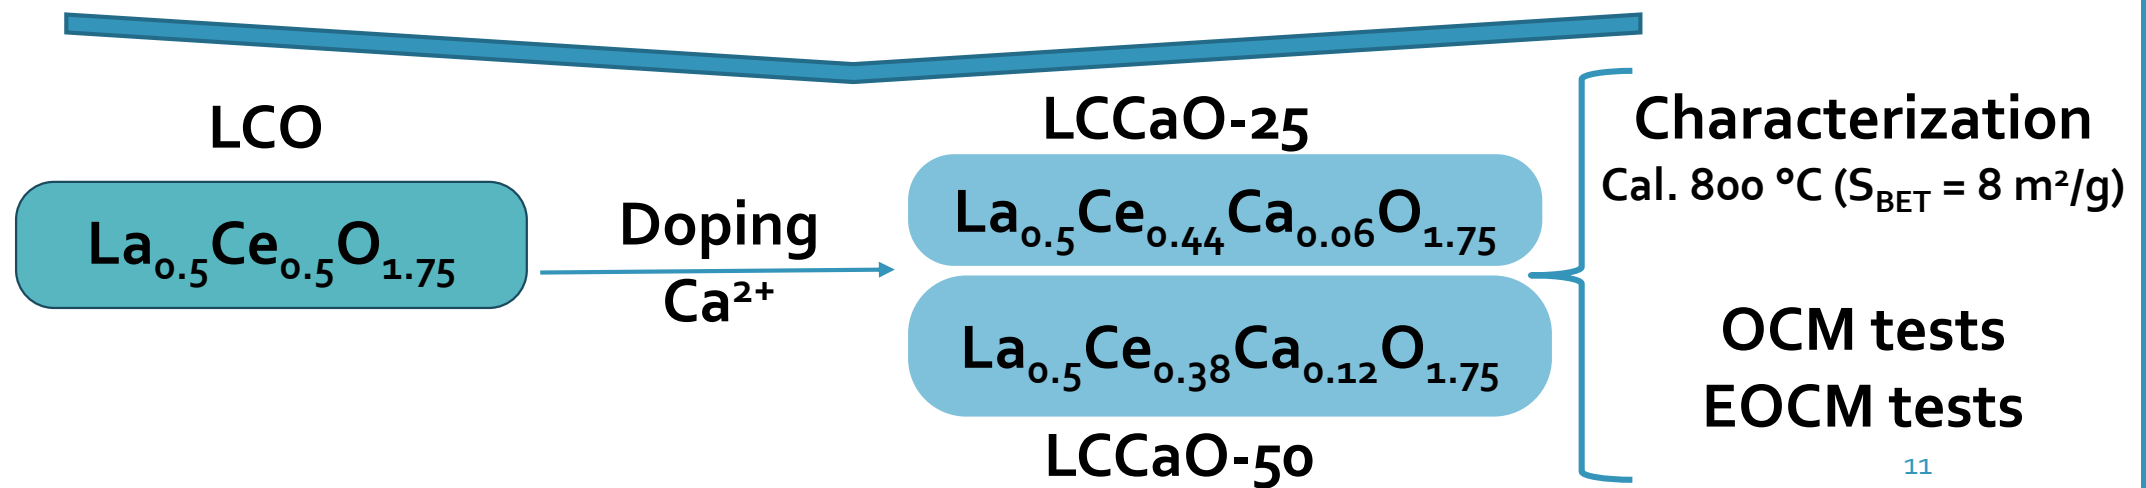 LCO
La₀.₅Ce₀.₅O₁.₇₅
Doping
Ca²⁺
LCCaO-25
La₀.₅Ce₀.₄₄Ca₀.₀₆O₁.₇₅
La₀.₅Ce₀.₃₈Ca₀.₁₂O₁.₇₅
LCCaO-50
Characterization
Cal. 800 °C (S_BET = 8 m²/g)
OCM tests
EOCM tests
11